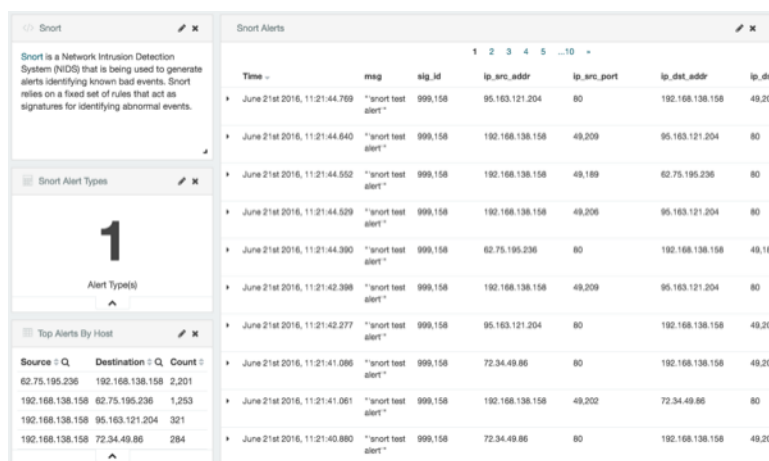 Snort
Snort is a Network Intrusion Detection
System (NIDS) that is being used to generate
alerts identifying known bad events. Snort
relies on a fixed set of rules that act as
signatures for identifying abnormal events.
Snort Alert Types
1
Alert Type(s)
Top Alerts By Host
Source Destination Count
62.75.195.236 192.168.138.158 2,201
192.168.138.158 62.75.195.236 1,253
192.168.138.158 95.163.121.204 321
192.168.138.158 72.34.49.86 284
Snort Alerts
1 2 3 4 5 ...10 »
Time msg sig_id ip_src_addr ip_src_port ip_dst_addr
June 21st 2016, 11:21:44.769 "'snort test alert'" 999,158 95.163.121.204 80 192.168.138.158 49,20
June 21st 2016, 11:21:44.640 "'snort test alert'" 999,158 192.168.138.158 49,209 95.163.121.204 80
June 21st 2016, 11:21:44.552 "'snort test alert'" 999,158 192.168.138.158 49,189 62.75.195.236 80
June 21st 2016, 11:21:44.529 "'snort test alert'" 999,158 192.168.138.158 49,206 95.163.121.204 80
June 21st 2016, 11:21:44.390 "'snort test alert'" 999,158 62.75.195.236 80 192.168.138.158 49,18
June 21st 2016, 11:21:42.398 "'snort test alert'" 999,158 192.168.138.158 49,209 95.163.121.204 80
June 21st 2016, 11:21:42.277 "'snort test alert'" 999,158 95.163.121.204 80 192.168.138.158 49,20
June 21st 2016, 11:21:41.086 "'snort test alert'" 999,158 72.34.49.86 80 192.168.138.158 49,20
June 21st 2016, 11:21:41.061 "'snort test alert'" 999,158 192.168.138.158 49,202 72.34.49.86 80
June 21st 2016, 11:21:40.880 "'snort test alert'" 999,158 72.34.49.86 80 192.168.138.158 49,20